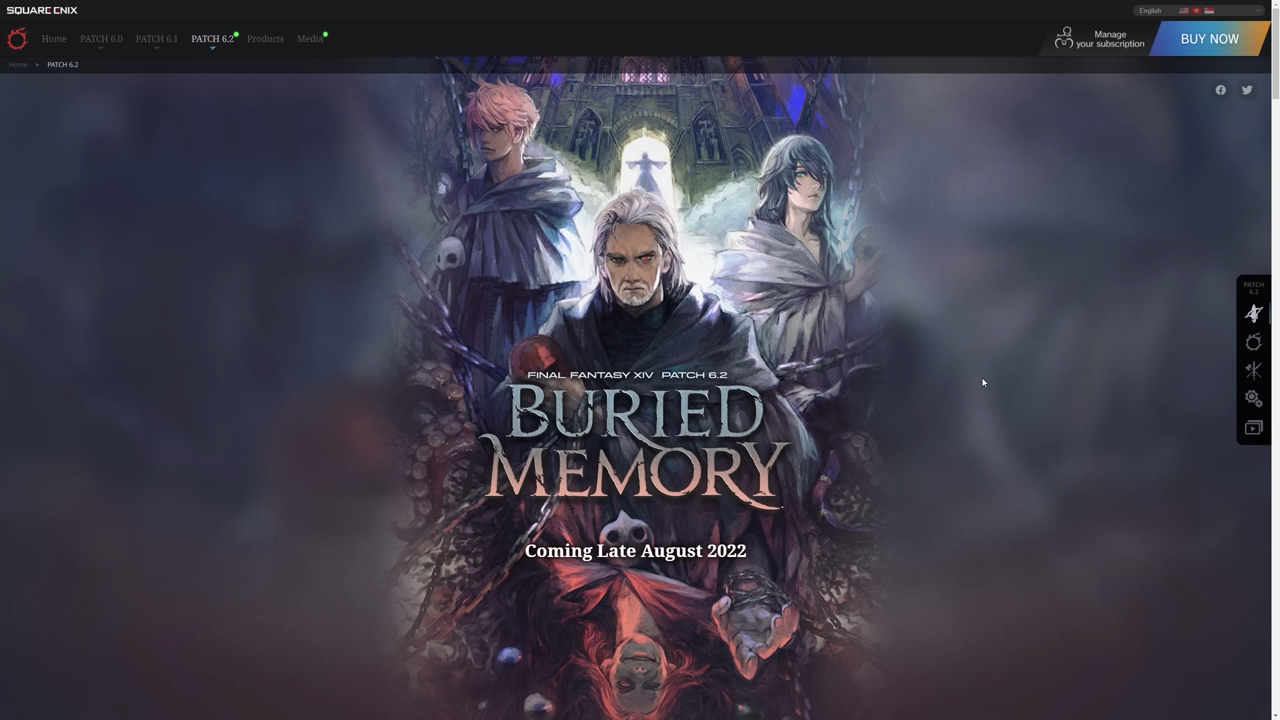 SQUARE ENIX
English
Home PATCH 6.0 PATCH 6.1 PATCH 6.2 Products Media
Manage
your subscription
BUY NOW
Home PATCH 6.2
PATCH
6.2
FINAL FANTASY XIV PATCH 6.2
BURIED
MEMORY
Coming Late August 2022